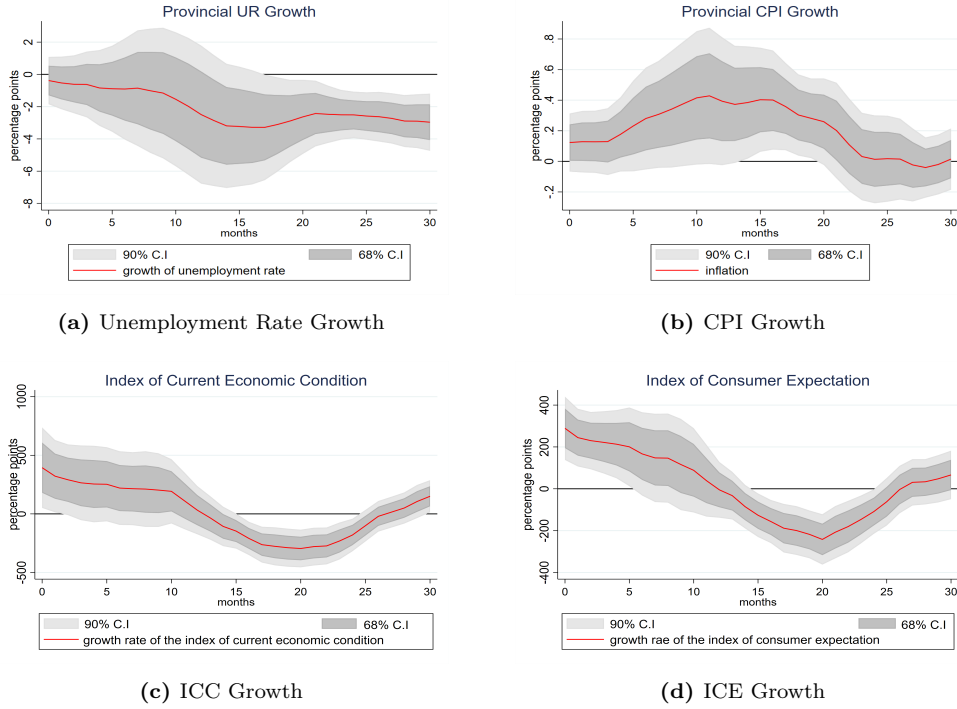 Provincial UR Growth
percentage points
2
0
-2
-4
-6
-8
0 5 10 15 20 25 30
months
90% C.I 68% C.I
growth of unemployment rate
(a) Unemployment Rate Growth
Provincial CPI Growth
percentage points
.8
.6
.4
.2
0
-.2
0 5 10 15 20 25 30
months
90% C.I 68% C.I
inflation
(b) CPI Growth
Index of Current Economic Condition
percentage points
1000
500
0
-500
0 5 10 15 20 25 30
months
90% C.I 68% C.I
growth rate of the index of current economic condition
(c) ICC Growth
Index of Consumer Expectation
percentage points
400
200
0
-200
-400
0 5 10 15 20 25 30
months
90% C.I 68% C.I
growth rae of the index of consumer expectation
(d) ICE Growth